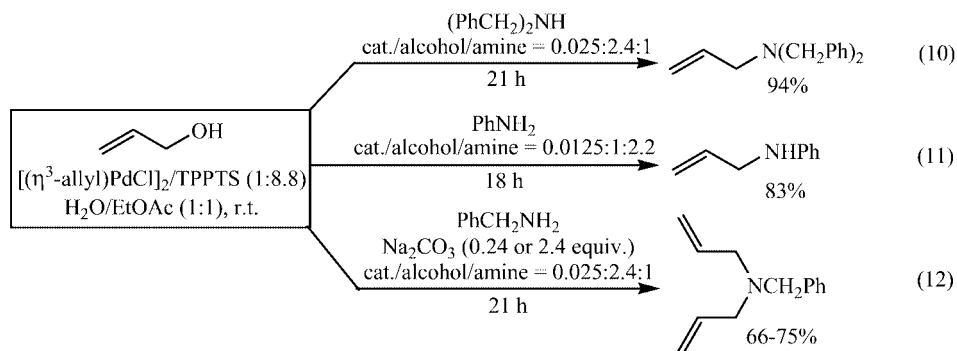 (PhCH₂)₂NH
cat./alcohol/amine = 0.025:2.4:1
21 h
N(CH₂Ph)₂
94%
(10)
OH
[(η³-allyl)PdCl]₂/TPPTS (1:8.8)
H₂O/EtOAc (1:1), r.t.
PhNH₂
cat./alcohol/amine = 0.0125:1:2.2
18 h
NHPh
83%
(11)
PhCH₂NH₂
Na₂CO₃ (0.24 or 2.4 equiv.)
cat./alcohol/amine = 0.025:2.4:1
21 h
NCH₂Ph
66-75%
(12)